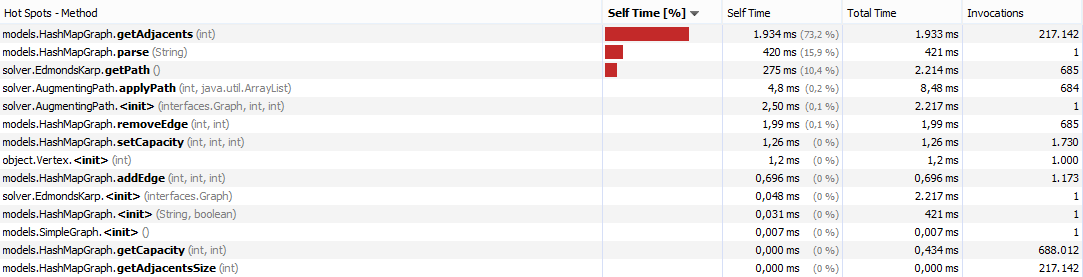 Hot Spots - Method Self Time [%] Self Time Total Time Invocations
models.HashMapGraph.getAdjacents (int) 1.934 ms (73,2 %) 1.933 ms 217.142
models.HashMapGraph.parse (String) 420 ms (15,9 %) 421 ms 1
solver.EdmondsKarp.getPath () 275 ms (10,4 %) 2.214 ms 685
solver.AugmentingPath.applyPath (int, java.util.ArrayList) 4,8 ms (0,2 %) 8,48 ms 684
solver.AugmentingPath.<init> (interfaces.Graph, int, int) 2,50 ms (0,1 %) 2.217 ms 1
models.HashMapGraph.removeEdge (int, int) 1,99 ms (0,1 %) 1,99 ms 685
models.HashMapGraph.setCapacity (int, int, int) 1,26 ms (0 %) 1,26 ms 1.730
object.Vertex.<init> (int) 1,2 ms (0 %) 1,2 ms 1.000
models.HashMapGraph.addEdge (int, int, int) 0,696 ms (0 %) 0,696 ms 1.173
solver.EdmondsKarp.<init> (interfaces.Graph) 0,048 ms (0 %) 2.217 ms 1
models.HashMapGraph.<init> (String, boolean) 0,031 ms (0 %) 421 ms 1
models.SimpleGraph.<init> () 0,007 ms (0 %) 0,007 ms 1
models.HashMapGraph.getCapacity (int, int) 0,000 ms (0 %) 0,434 ms 688.012
models.HashMapGraph.getAdjacentsSize (int) 0,000 ms (0 %) 0,000 ms 217.142